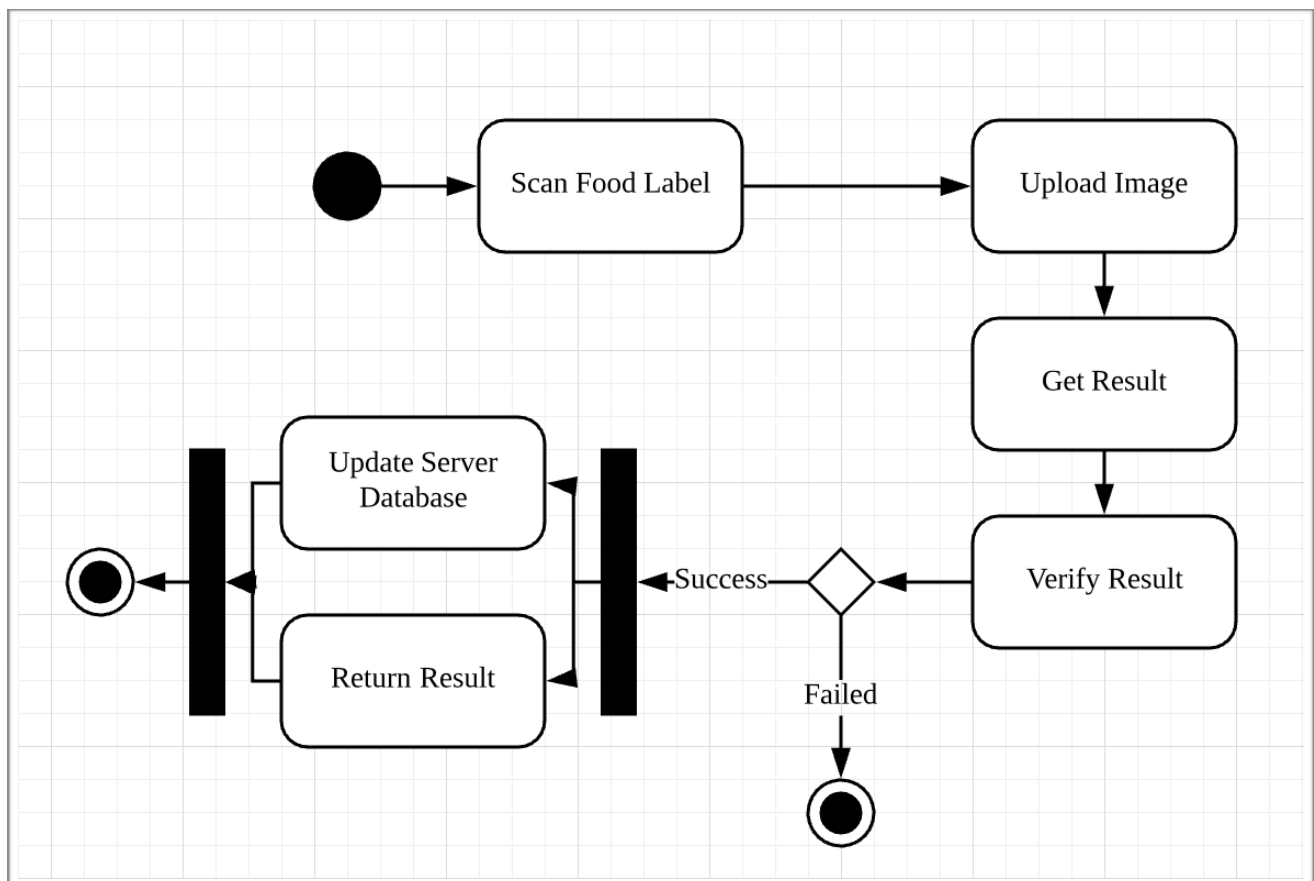 Scan Food Label
Upload Image
Get Result
Update Server
Database
Success
Verify Result
Return Result
Failed